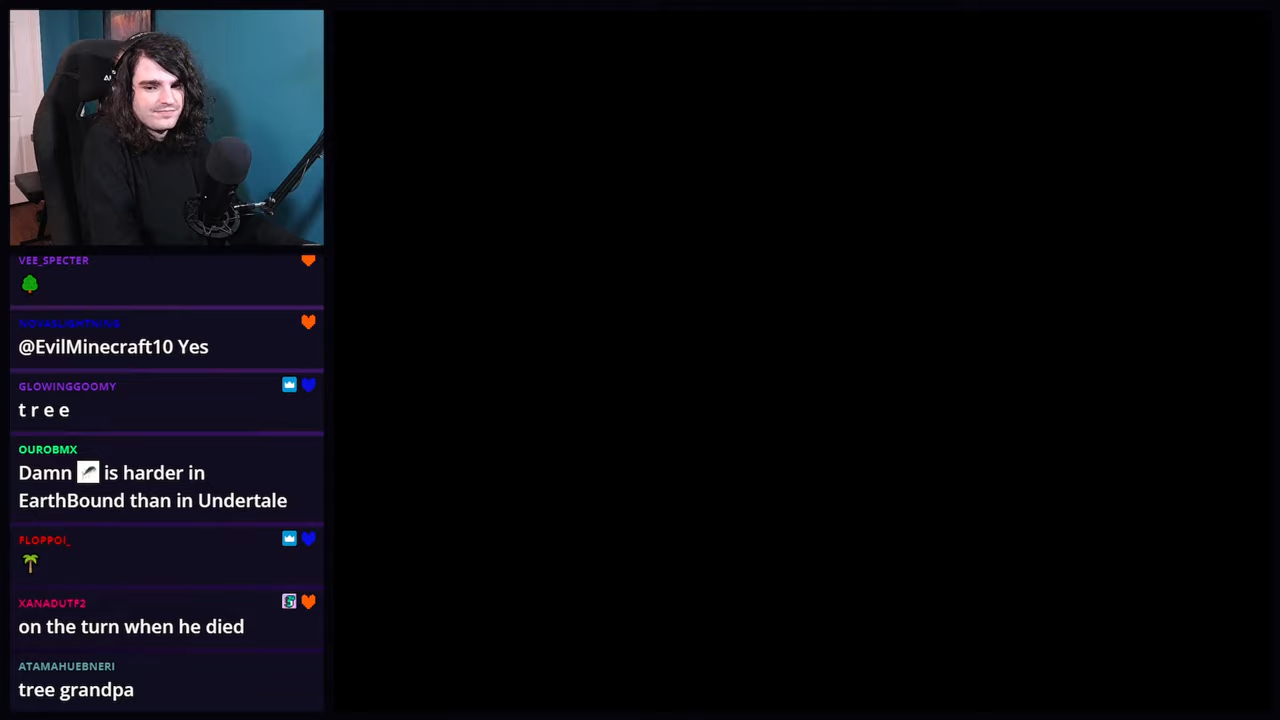 VEE_SPECTER
🌳
NOVA5LIGHTNING
@EvilMinecraft10 Yes
GLOWINGGOOMY
t r e e
OUROBMX
Damn is harder in
EarthBound than in Undertale
FLOPPOI_
🌴
XANADUTF2
on the turn when he died
ATAMAHUEBNERI
tree grandpa